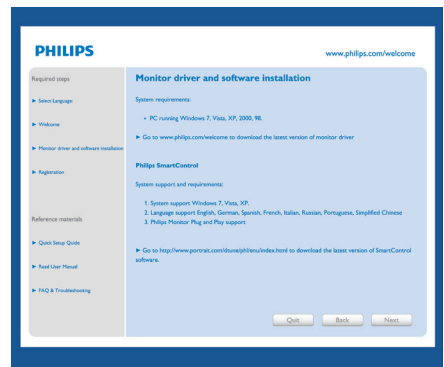 PHILIPS
www.philips.com/welcome
Required steps
Select Language
Welcome
Monitor driver and software installation
Registration
Reference materials
Quick Setup Guide
Read User Manual
FAQ & Troubleshooting
Monitor driver and software installation
System requirements:
• PC running Windows 7, Vista, XP, 2000, 98.
Go to www.philips.com/welcome to download the latest version of monitor driver
Philips SmartControl
System support and requirements:
1. System support Windows 7, Vista, XP.
2. Language support English, German, Spanish, French, Italian, Russian, Portuguese, Simplified Chinese
3. Philips Monitor Plug and Play support
Go to http://www.portrait.com/dtune/phl/enu/index.html to download the latest version of SmartControl
software.
Quit
Back
Next